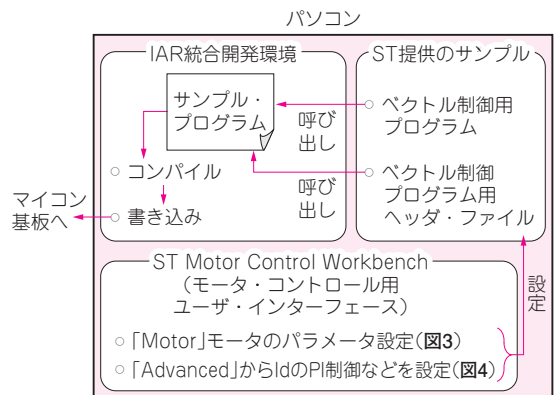 パソコン
IAR統合開発環境
サンプル・
プログラム
呼び
出し
コンパイル
呼び
出し
書き込み
マイコン
基板へ
ST提供のサンプル
ベクトル制御用
プログラム
ベクトル制御
プログラム用
ヘッダ・ファイル
設定
ST Motor Control Workbench
(モータ・コントロール用
ユーザ・インターフェース)
「Motor」モータのパラメータ設定(図3)
「Advanced」からIdのPI制御などを設定(図4)